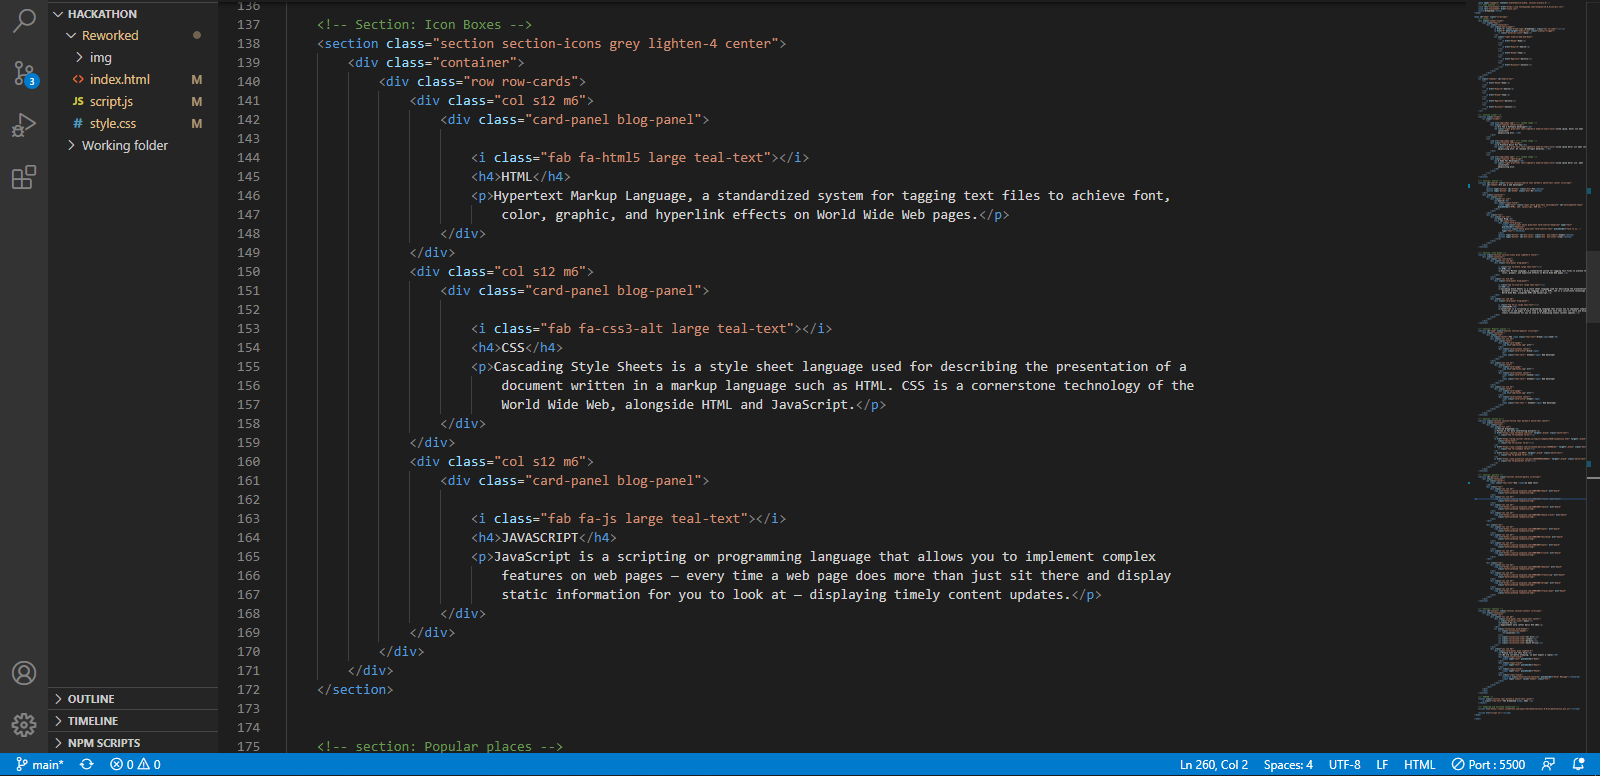 HACKATHON
Reworked
img
index.html M
JS script.js M
# style.css M
Working folder
OUTLINE
TIMELINE
NPM SCRIPTS
3
136
137 <!-- Section: Icon Boxes -->
138 <section class="section section-icons grey lighten-4 center">
139 <div class="container">
140 <div class="row row-cards">
141 <div class="col s12 m6">
142 <div class="card-panel blog-panel">
143
144 <i class="fab fa-html5 large teal-text"></i>
145 <h4>HTML</h4>
146 <p>Hypertext Markup Language, a standardized system for tagging text files to achieve font,
147 color, graphic, and hyperlink effects on World Wide Web pages.</p>
148 </div>
149 </div>
150 <div class="col s12 m6">
151 <div class="card-panel blog-panel">
152
153 <i class="fab fa-css3-alt large teal-text"></i>
154 <h4>CSS</h4>
155 <p>Cascading Style Sheets is a style sheet language used for describing the presentation of a
156 document written in a markup language such as HTML. CSS is a cornerstone technology of the
157 World Wide Web, alongside HTML and JavaScript.</p>
158 </div>
159 </div>
160 <div class="col s12 m6">
161 <div class="card-panel blog-panel">
162
163 <i class="fab fa-js large teal-text"></i>
164 <h4>JAVASCRIPT</h4>
165 <p>JavaScript is a scripting or programming language that allows you to implement complex
166 features on web pages — every time a web page does more than just sit there and display
167 static information for you to look at — displaying timely content updates.</p>
168 </div>
169 </div>
170 </div>
171 </div>
172 </section>
173
174
175 <!-- section: Popular places -->
main* 0 0 Ln 260, Col 2 Spaces: 4 UTF-8 LF HTML Port : 5500